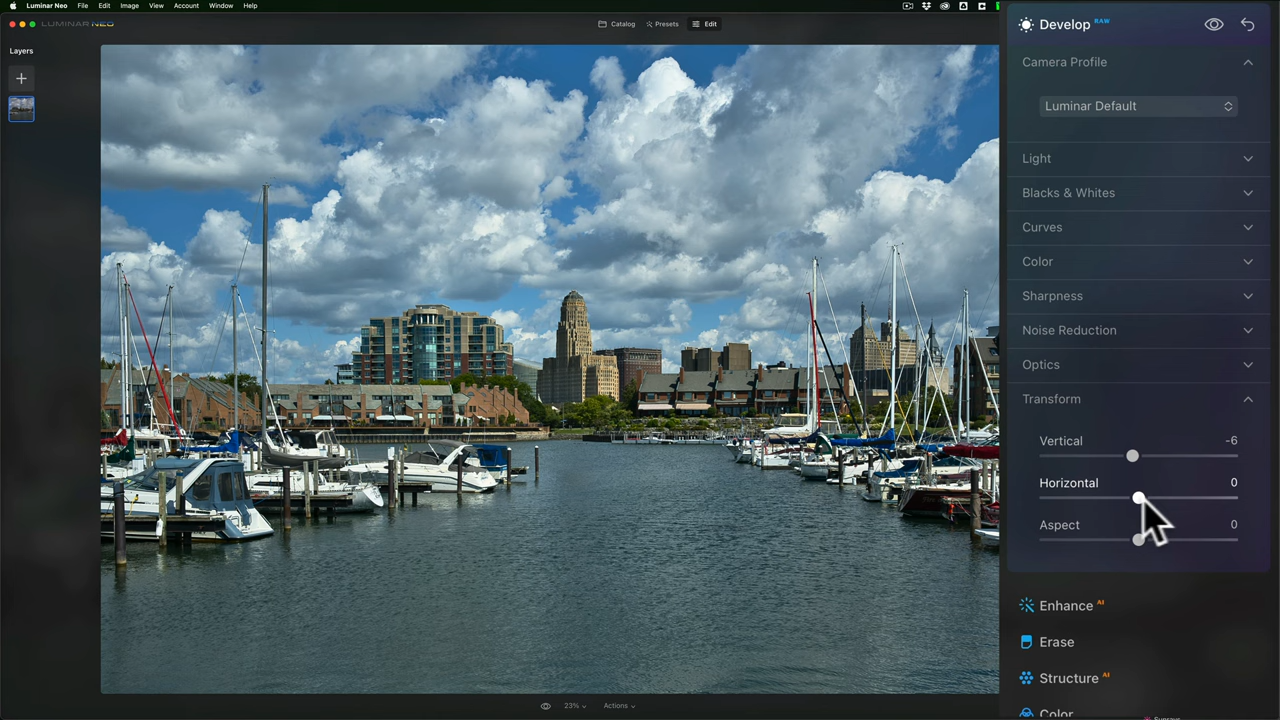 Luminar Neo File Edit Image View Account Window Help
LUMINAR NEO
Catalog Presets Edit
Layers
Develop RAW
Camera Profile
Luminar Default
Light
Blacks & Whites
Curves
Color
Sharpness
Noise Reduction
Optics
Transform
Vertical -6
Horizontal 0
Aspect 0
Enhance AI
Erase
Structure AI
Color
23% Actions